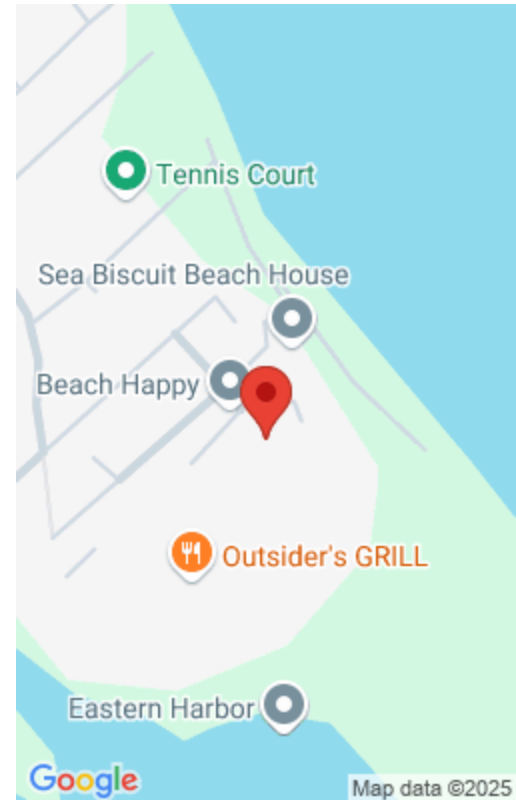 Tennis Court
Sea Biscuit Beach House
Beach Happy
Outsider's GRILL
Eastern Harbor
Google
Map data ©2025